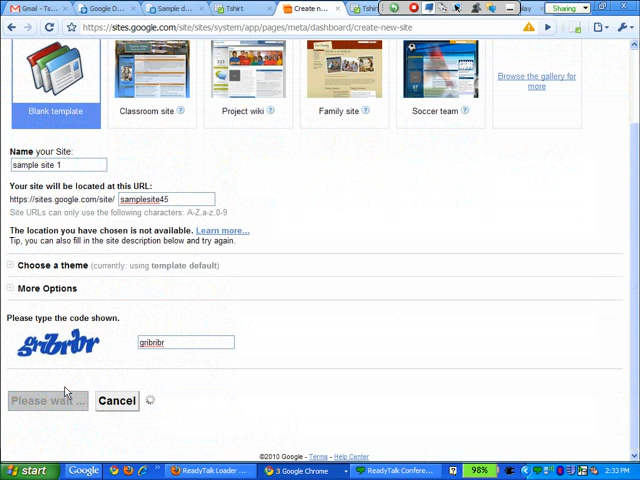 Gmail - Tsh...
Google Do...
Sample d...
Tshirt
Create ne...
Tshirt
Sharing
https://sites.google.com/site/sites/system/app/pages/meta/dashboard/create-new-site
Blank template
Classroom site
Project wiki
Family site
Soccer team
Browse the gallery for
more
Name your Site:
sample site 1
Your site will be located at this URL:
https://sites.google.com/site/ samplesite45
Site URLs can only use the following characters: A-Z,a-z,0-9
The location you have chosen is not available. Learn more...
Tip, you can also fill in the site description below and try again.
Choose a theme (currently: using template default)
More Options
Please type the code shown.
gribribr
gribribr
Please wait ...
Cancel
©2010 Google - Terms - Help Center
start
Google
ReadyTalk Loader ...
3 Google Chrome
ReadyTalk Confere...
98%
2:33 PM